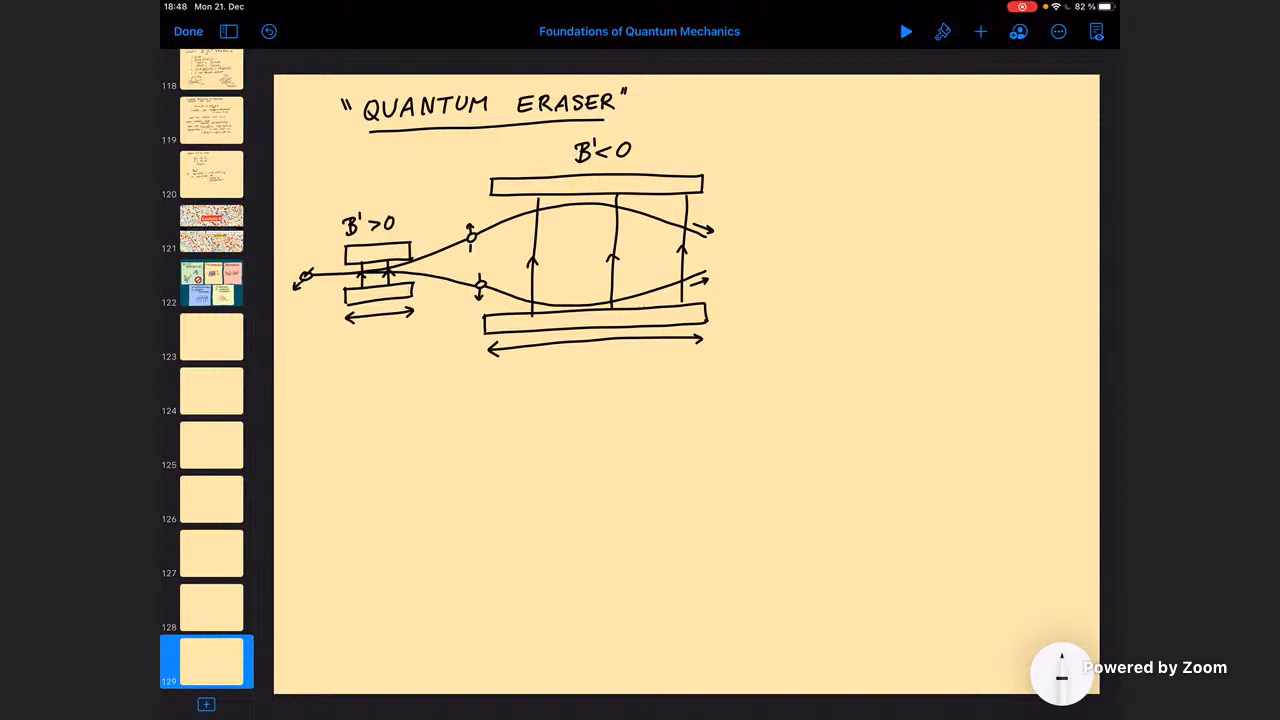 18:48 Mon 21. Dec
82 %
Done
Foundations of Quantum Mechanics
"QUANTUM ERASER"
B' < 0
B' > 0
118
119
120
121
122
123
124
125
126
127
128
129
Powered by Zoom